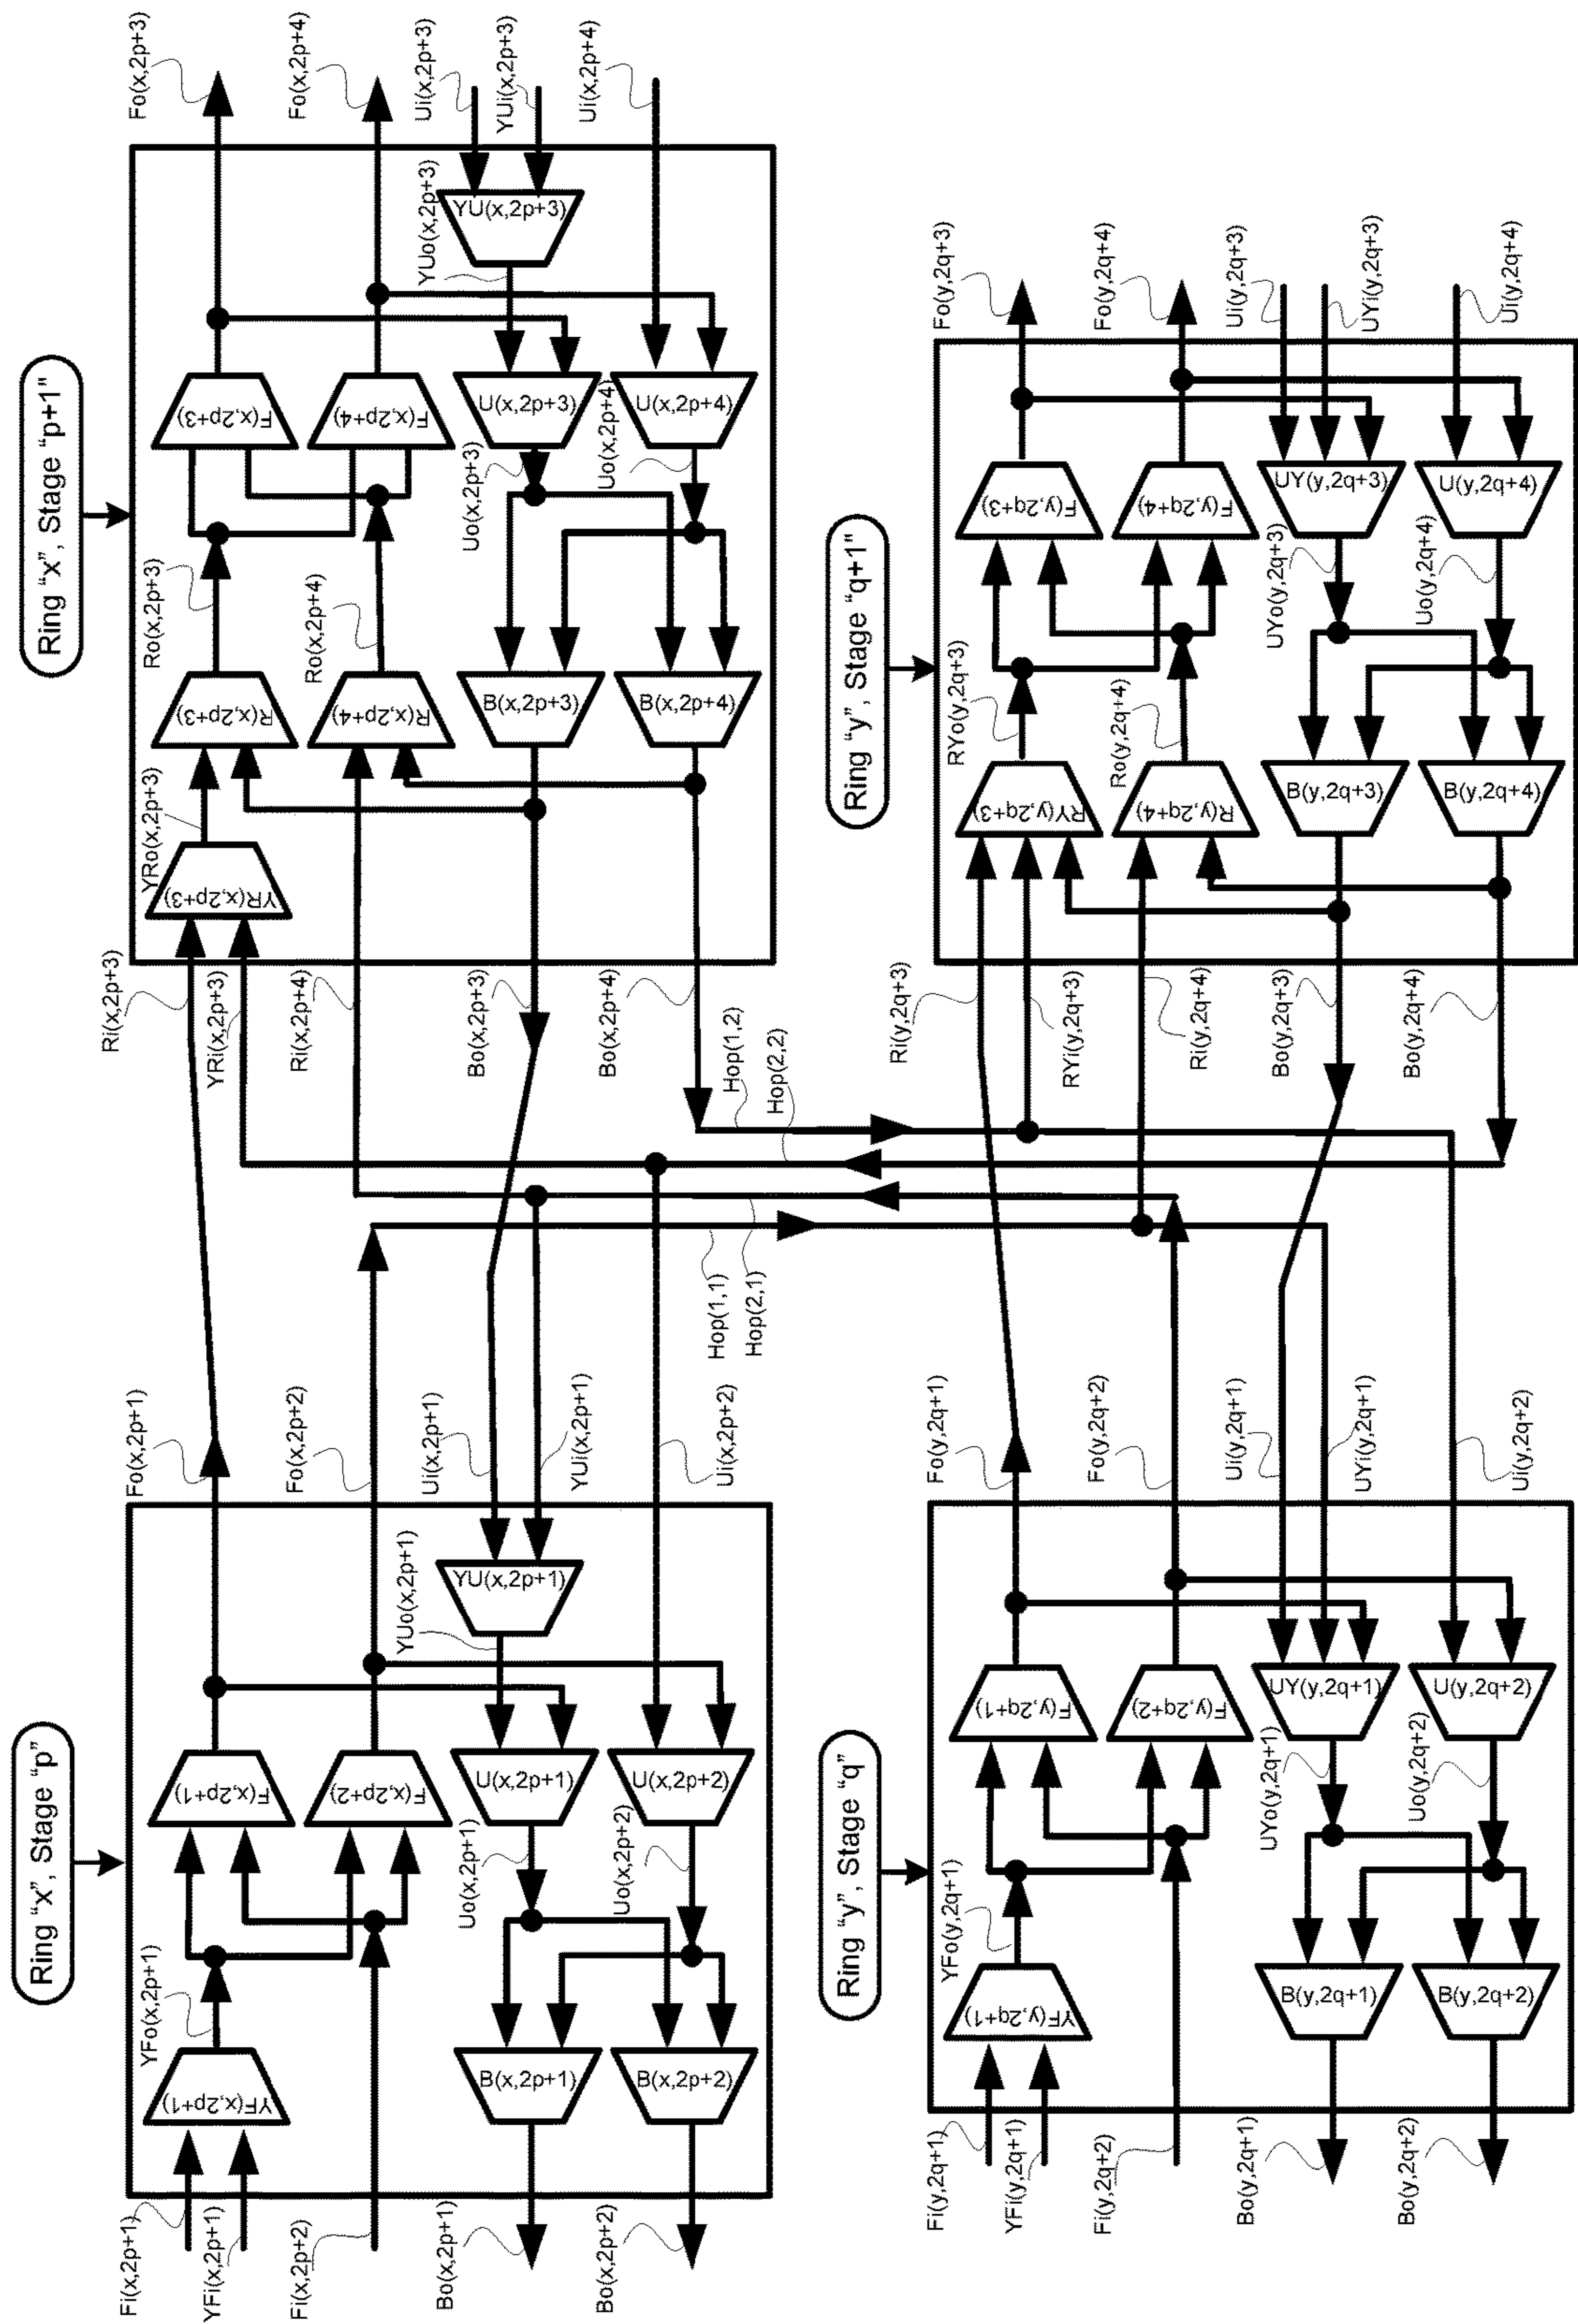 Ring "x", Stage "p"
Fi(x,2p+1)
YFi(x,2p+1)
Fi(x,2p+2)
Bo(x,2p+1)
Bo(x,2p+2)
YF(x,2p+1)
YFo(x,2p+1)
F(x,2p+1)
F(x,2p+2)
YU(x,2p+1)
YUo(x,2p+1)
U(x,2p+1)
U(x,2p+2)
Uo(x,2p+1)
Uo(x,2p+2)
B(x,2p+1)
B(x,2p+2)
Fo(x,2p+1)
Fo(x,2p+2)
Ui(x,2p+1)
YUi(x,2p+1)
Ui(x,2p+2)
Hop(1,1)
Hop(2,1)
Hop(1,2)
Hop(2,2)
Ring "x", Stage "p+1"
Ri(x,2p+3)
YRi(x,2p+3)
Ri(x,2p+4)
Bo(x,2p+3)
Bo(x,2p+4)
YR(x,2p+3)
YRo(x,2p+3)
R(x,2p+3)
R(x,2p+4)
Ro(x,2p+3)
Ro(x,2p+4)
F(x,2p+3)
F(x,2p+4)
YU(x,2p+3)
YUo(x,2p+3)
U(x,2p+3)
U(x,2p+4)
Uo(x,2p+3)
Uo(x,2p+4)
B(x,2p+3)
B(x,2p+4)
Fo(x,2p+3)
Fo(x,2p+4)
Ui(x,2p+3)
YUi(x,2p+3)
Ui(x,2p+4)
Ring "y", Stage "q"
Fi(y,2q+1)
YFi(y,2q+1)
Fi(y,2q+2)
Bo(y,2q+1)
Bo(y,2q+2)
YF(y,2q+1)
YFo(y,2q+1)
F(y,2q+1)
F(y,2q+2)
UY(y,2q+1)
U(y,2q+2)
UYo(y,2q+1)
Uo(y,2q+2)
B(y,2q+1)
B(y,2q+2)
Fo(y,2q+1)
Fo(y,2q+2)
Ui(y,2q+1)
UYi(y,2q+1)
Ui(y,2q+2)
Ring "y", Stage "q+1"
Ri(y,2q+3)
RYi(y,2q+3)
Ri(y,2q+4)
Bo(y,2q+3)
Bo(y,2q+4)
RY(y,2q+3)
R(y,2q+4)
RYo(y,2q+3)
Ro(y,2q+4)
F(y,2q+3)
F(y,2q+4)
UY(y,2q+3)
U(y,2q+4)
UYo(y,2q+3)
Uo(y,2q+4)
B(y,2q+3)
B(y,2q+4)
Fo(y,2q+3)
Fo(y,2q+4)
Ui(y,2q+3)
UYi(y,2q+3)
Ui(y,2q+4)